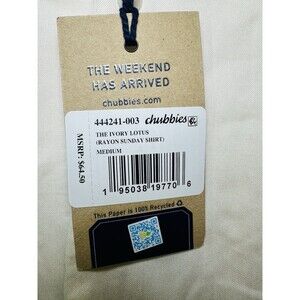 THE WEEKEND
HAS ARRIVED
chubbies.com
444241-003 chubbies
THE IVORY LOTUS
(RAYON SUNDAY SHIRT)
MEDIUM
MSRP: $64.50
1 95038 19770 6
This Paper is 100% Recycled